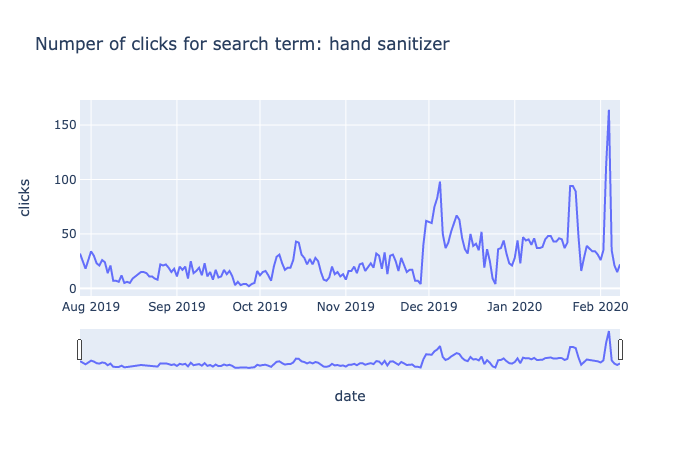 Numper of clicks for search term: hand sanitizer
150
100
50
0
clicks
Aug 2019 Sep 2019 Oct 2019 Nov 2019 Dec 2019 Jan 2020 Feb 2020
date